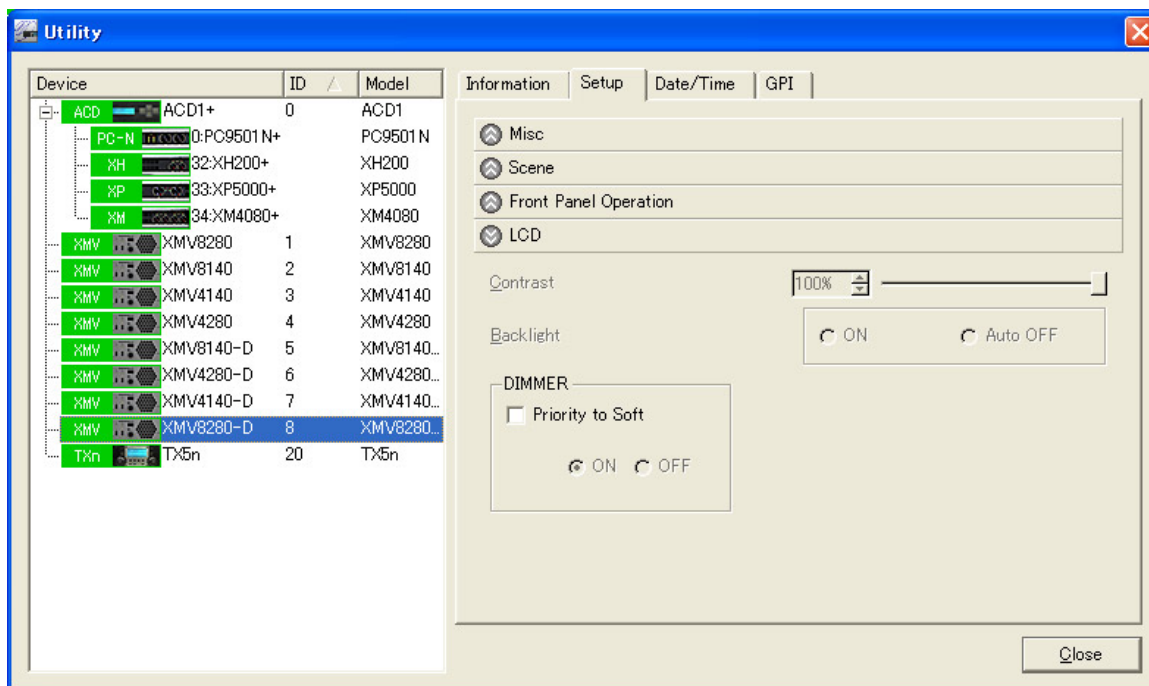 Utility
Device ID Model
ACD ACD1+ 0 ACD1
PC-N 0:PC9501N+ PC9501N
XH 32:XH200+ XH200
XP 33:XP5000+ XP5000
XM 34:XM4080+ XM4080
XMV XMV8280 1 XMV8280
XMV XMV8140 2 XMV8140
XMV XMV4140 3 XMV4140
XMV XMV4280 4 XMV4280
XMV XMV8140-D 5 XMV8140...
XMV XMV4280-D 6 XMV4280...
XMV XMV4140-D 7 XMV4140...
XMV XMV8280-D 8 XMV8280...
TXn TX5n 20 TX5n
Information Setup Date/Time GPI
Misc
Scene
Front Panel Operation
LCD
Contrast 100%
Backlight ON Auto OFF
DIMMER
Priority to Soft
ON OFF
Close